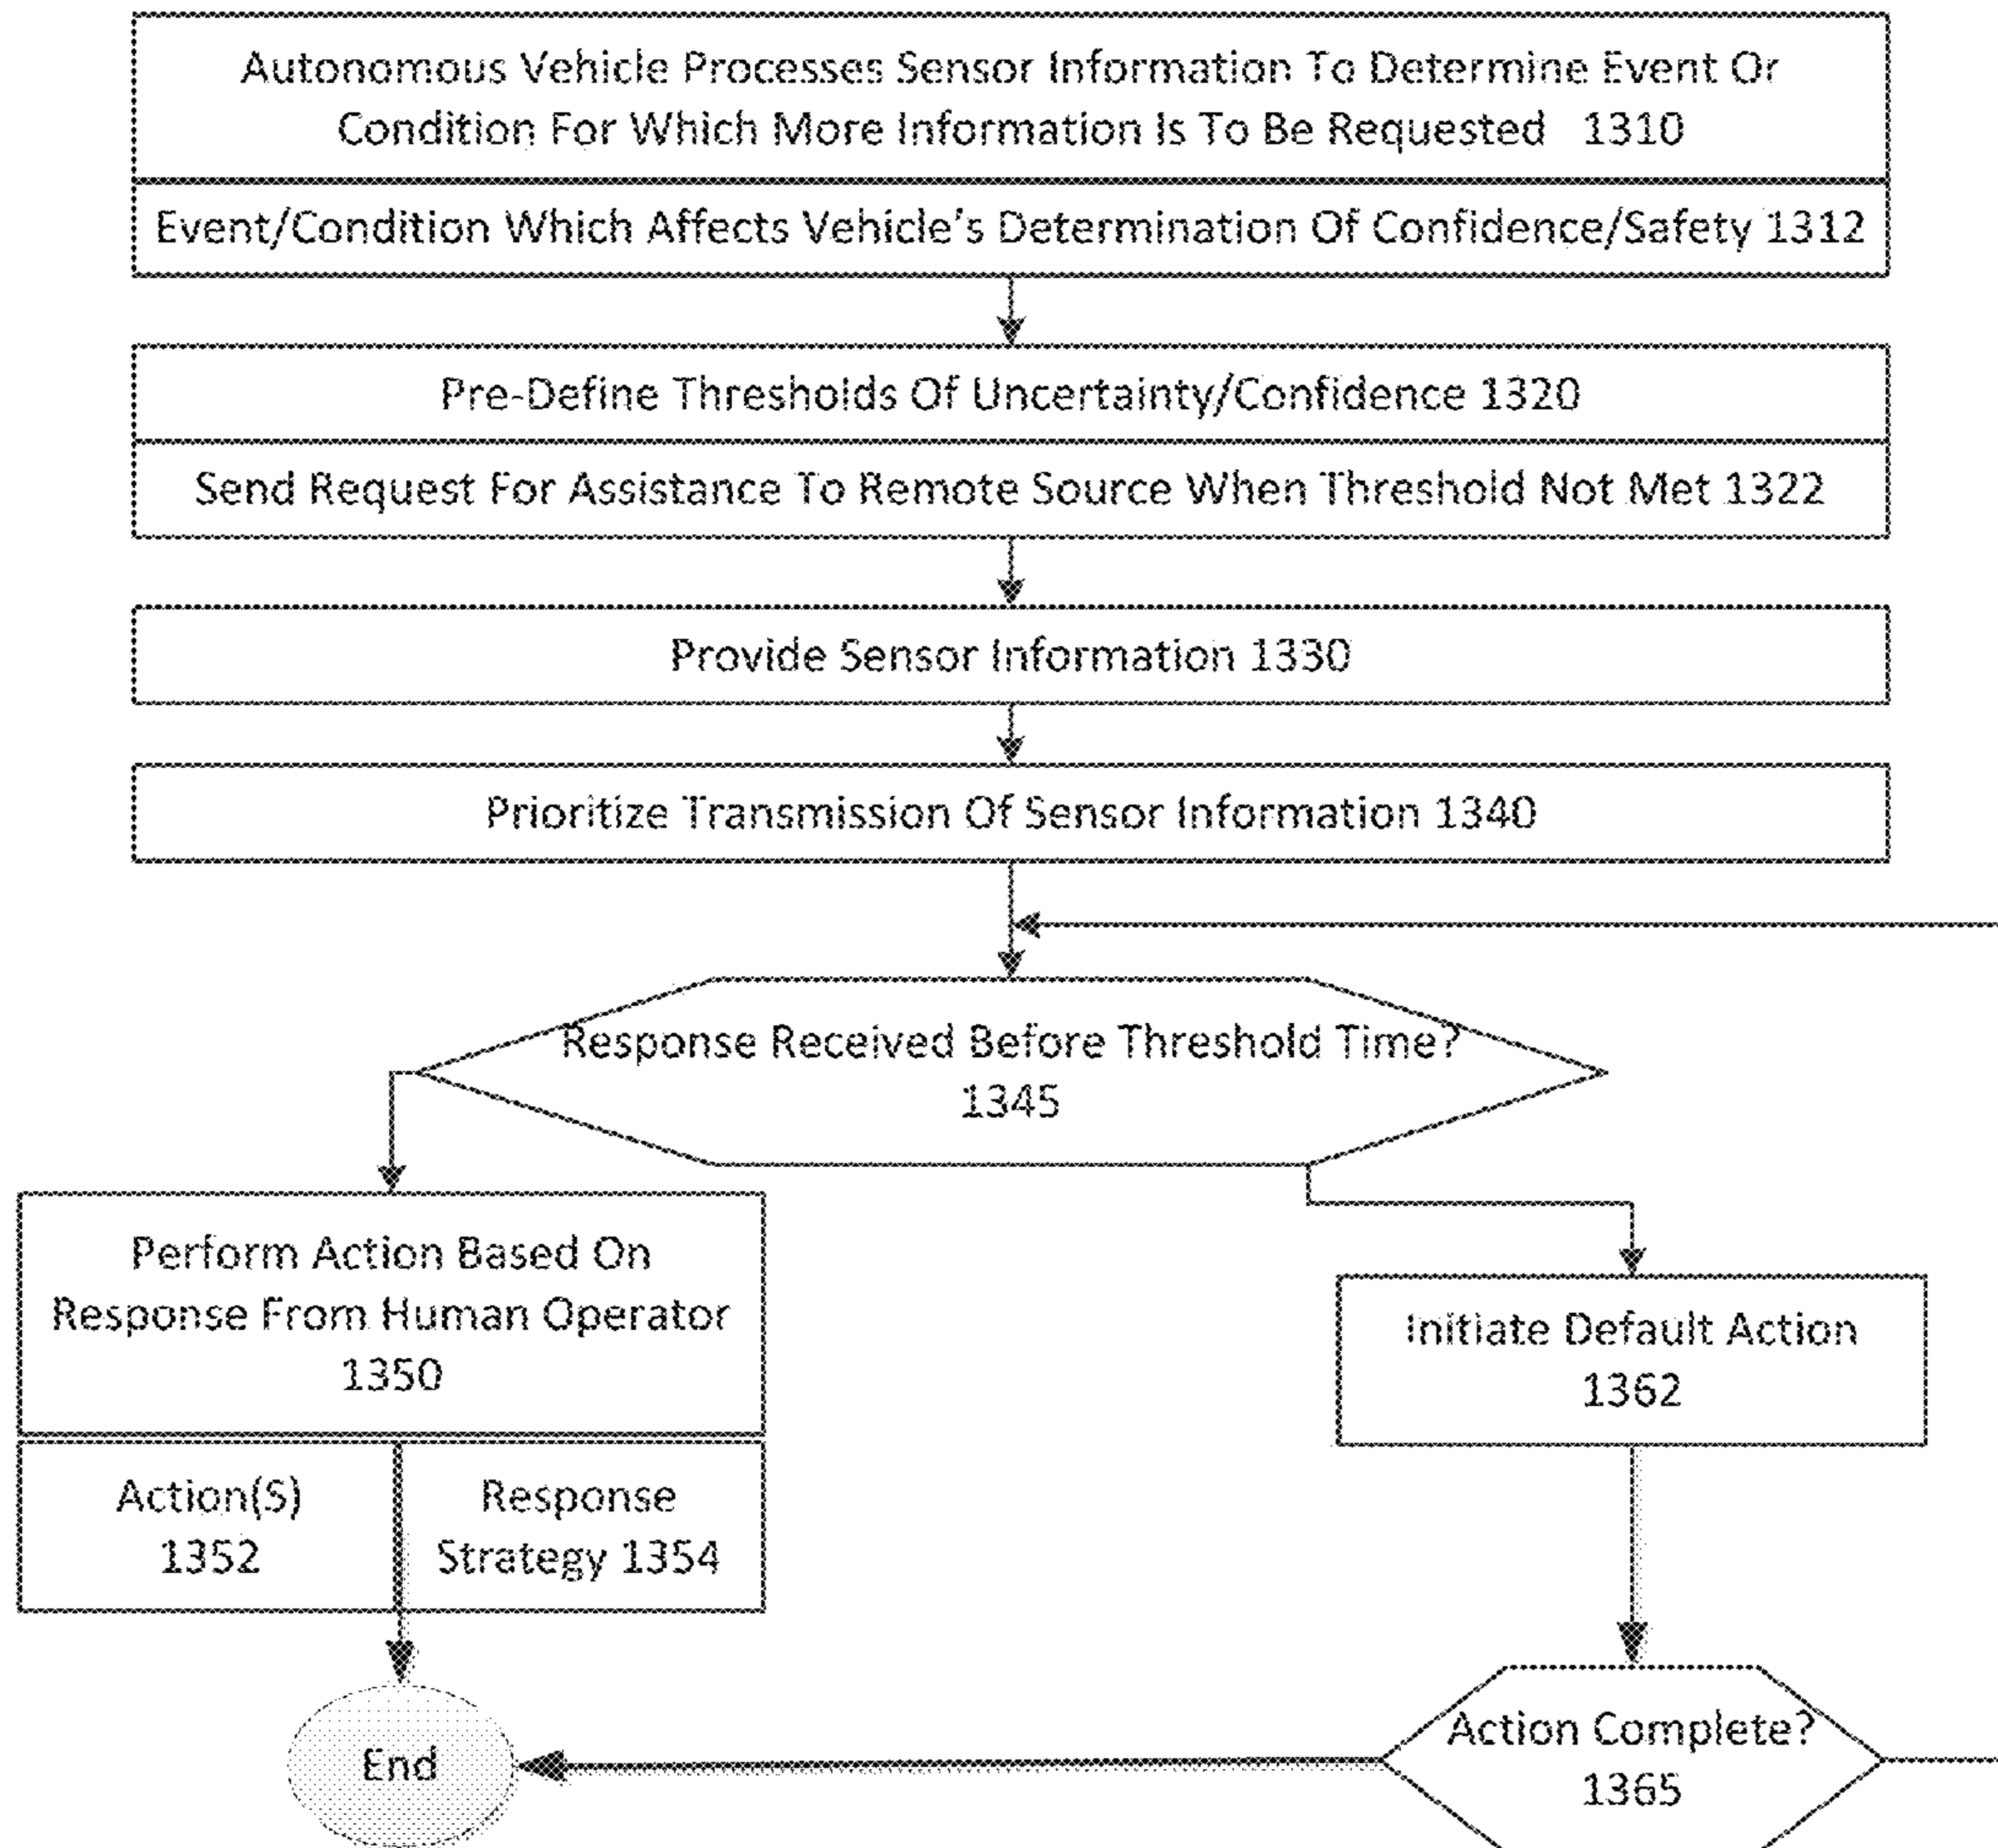 Autonomous Vehicle Processes Sensor Information To Determine Event Or
Condition For Which More Information Is To Be Requested 1310
Event/Condition Which Affects Vehicle's Determination Of Confidence/Safety 1312
Pre-Define Thresholds Of Uncertainty/Confidence 1320
Send Request For Assistance To Remote Source When Threshold Not Met 1322
Provide Sensor Information 1330
Prioritize Transmission Of Sensor Information 1340
Response Received Before Threshold Time?
1345
Perform Action Based On
Response From Human Operator
1350
Initiate Default Action
1362
Action(S)
1352
Response
Strategy 1354
End
Action Complete?
1365